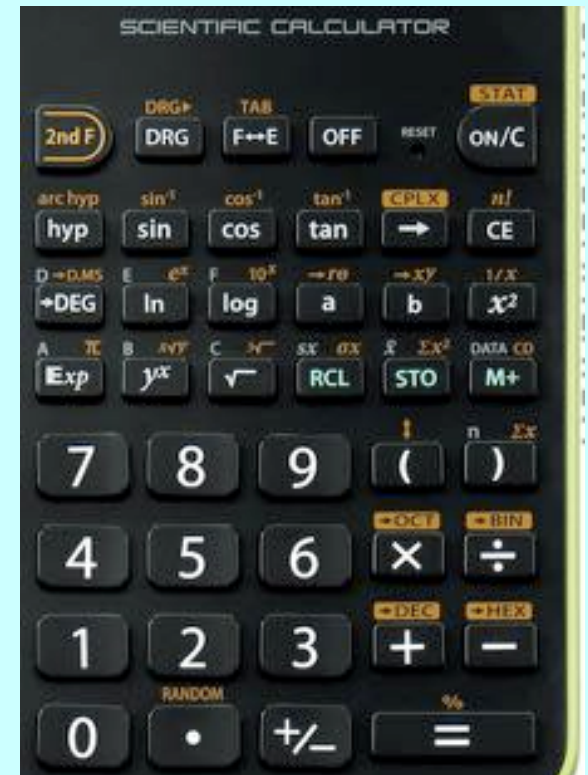 SCIENTIFIC CALCULATOR
STAT
DRG▶ TAB
2nd F DRG F↔E OFF RESET ON/C
arc hyp sin⁻¹ cos⁻¹ tan⁻¹ CPLX n!
hyp sin cos tan → CE
D →D.MS E eˣ F 10ˣ →rθ →xy 1/x
→DEG ln log a b x²
A π B ˣ√y C ³√ sx σx x̄ Σx² DATA CD
Exp yˣ √ RCL STO M+
↕ n Σx
7 8 9 ( )
→OCT →BIN
4 5 6 × ÷
→DEC →HEX
1 2 3 + −
RANDOM %
0 • +/− =